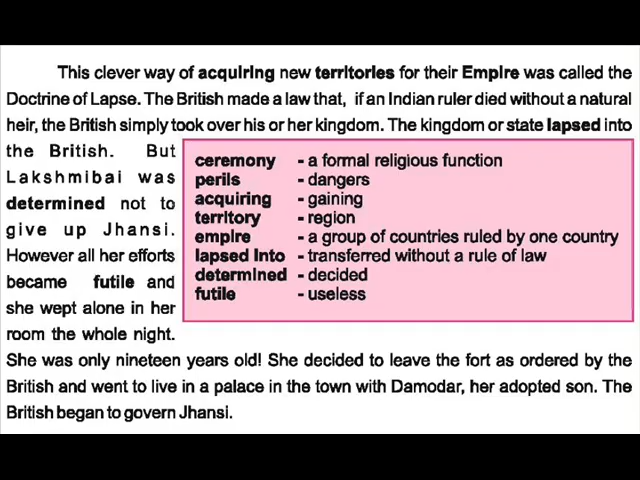 This clever way of acquiring new territories for their Empire was called the
Doctrine of Lapse. The British made a law that, if an Indian ruler died without a natural
heir, the British simply took over his or her kingdom. The kingdom or state lapsed into
the British. But
Lakshmibai was
determined not to
give up Jhansi.
However all her efforts
became futile and
she wept alone in her
room the whole night.
ceremony - a formal religious function
perils - dangers
acquiring - gaining
territory - region
empire - a group of countries ruled by one country
lapsed into - transferred without a rule of law
determined - decided
futile - useless
She was only nineteen years old! She decided to leave the fort as ordered by the
British and went to live in a palace in the town with Damodar, her adopted son. The
British began to govern Jhansi.